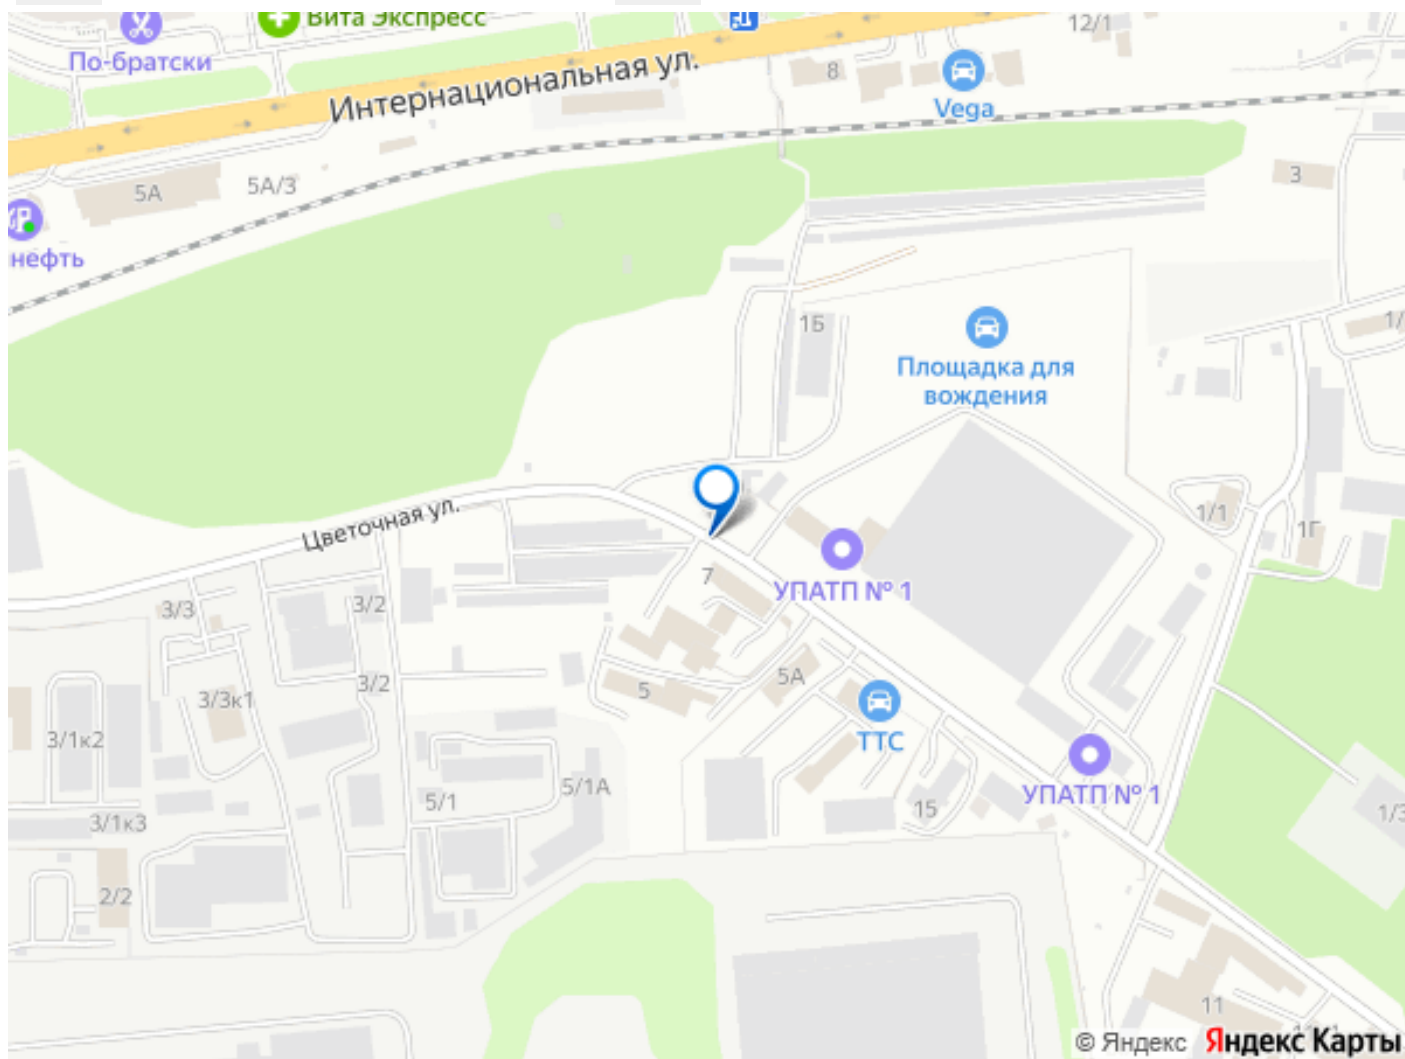 Вита Экспресс
По-братски
12/1
Интернациональная ул.
8
Vega
5А
5А/3
3
нефть
1Б
1/
Площадка для
вождения
Цветочная ул.
1/1
1Г
7
УПАТП № 1
3/3
3/2
3/2
3/3к1
5
5А
ТТС
3/1к2
5/1А
УПАТП № 1
5/1
15
3/1к3
1/3
2/2
11
© Яндекс Яндекс Карты